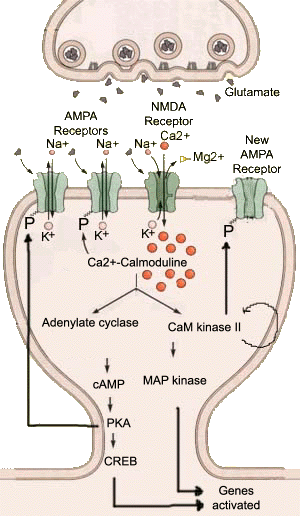 Glutamate
AMPA
Receptors
NMDA
Receptor
New
AMPA
Receptor
Na+
Na+
Na+
Ca2+
Mg2+
P
P
P
K+
K+
K+
Ca2+-Calmoduline
Adenylate cyclase
CaM kinase II
cAMP
MAP kinase
PKA
CREB
Genes
activated